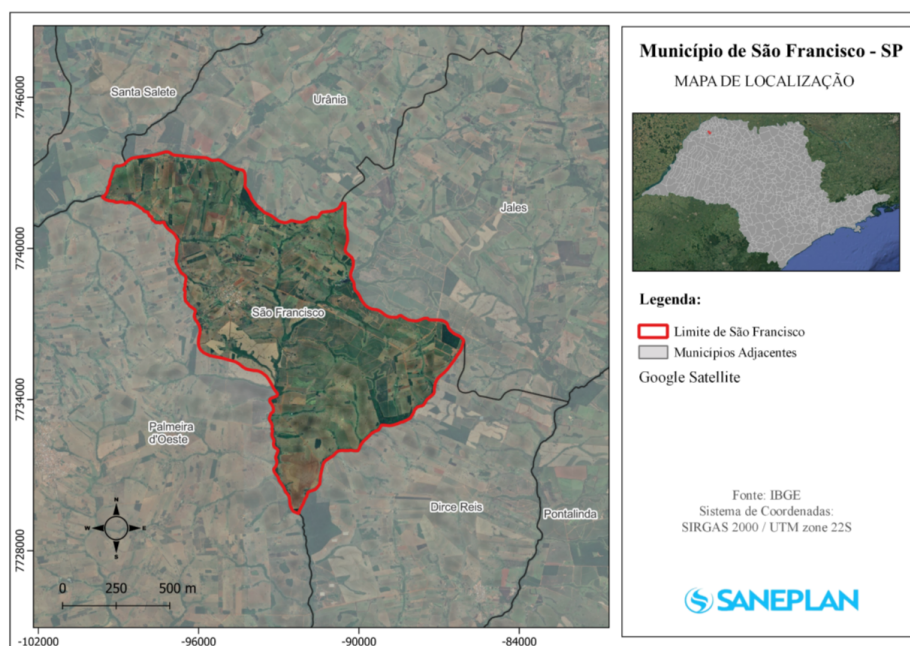 Município de São Francisco - SP
MAPA DE LOCALIZAÇÃO
Santa Salete
Urânia
Jales
São Francisco
Palmeira
d'Oeste
Dirce Reis
Pontalinda
N
W
E
S
0 250 500 m
7746000
7740000
7734000
7728000
-102000 -96000 -90000 -84000
Legenda:
Limite de São Francisco
Municípios Adjacentes
Google Satellite
Fonte: IBGE
Sistema de Coordenadas:
SIRGAS 2000 / UTM zone 22S
SANEPLAN